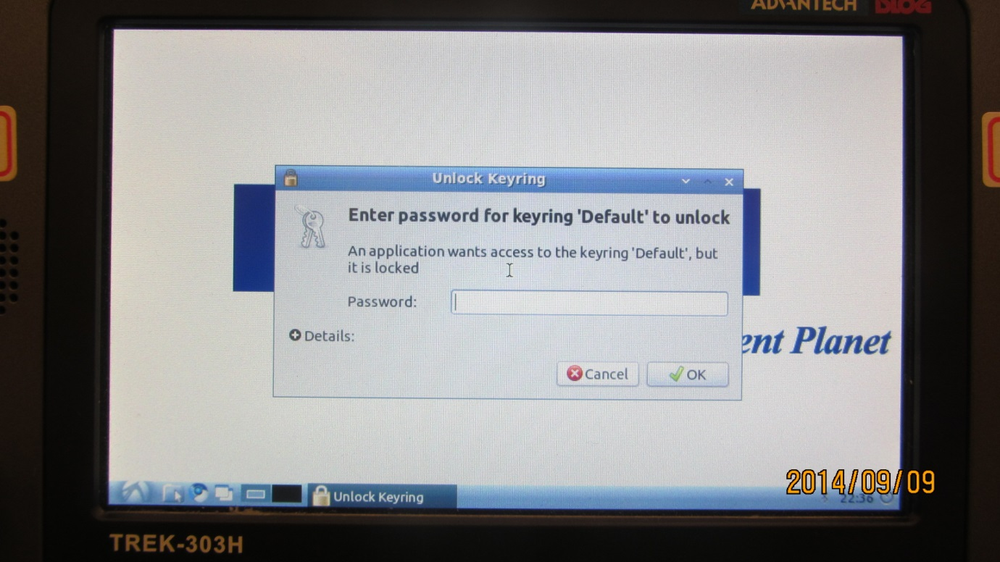 ADVANTECH DLOG
Unlock Keyring
Enter password for keyring 'Default' to unlock
An application wants access to the keyring 'Default', but
it is locked
Password:
Details:
ent Planet
Cancel
OK
2014/09/09
Unlock Keyring
22:36
TREK-303H